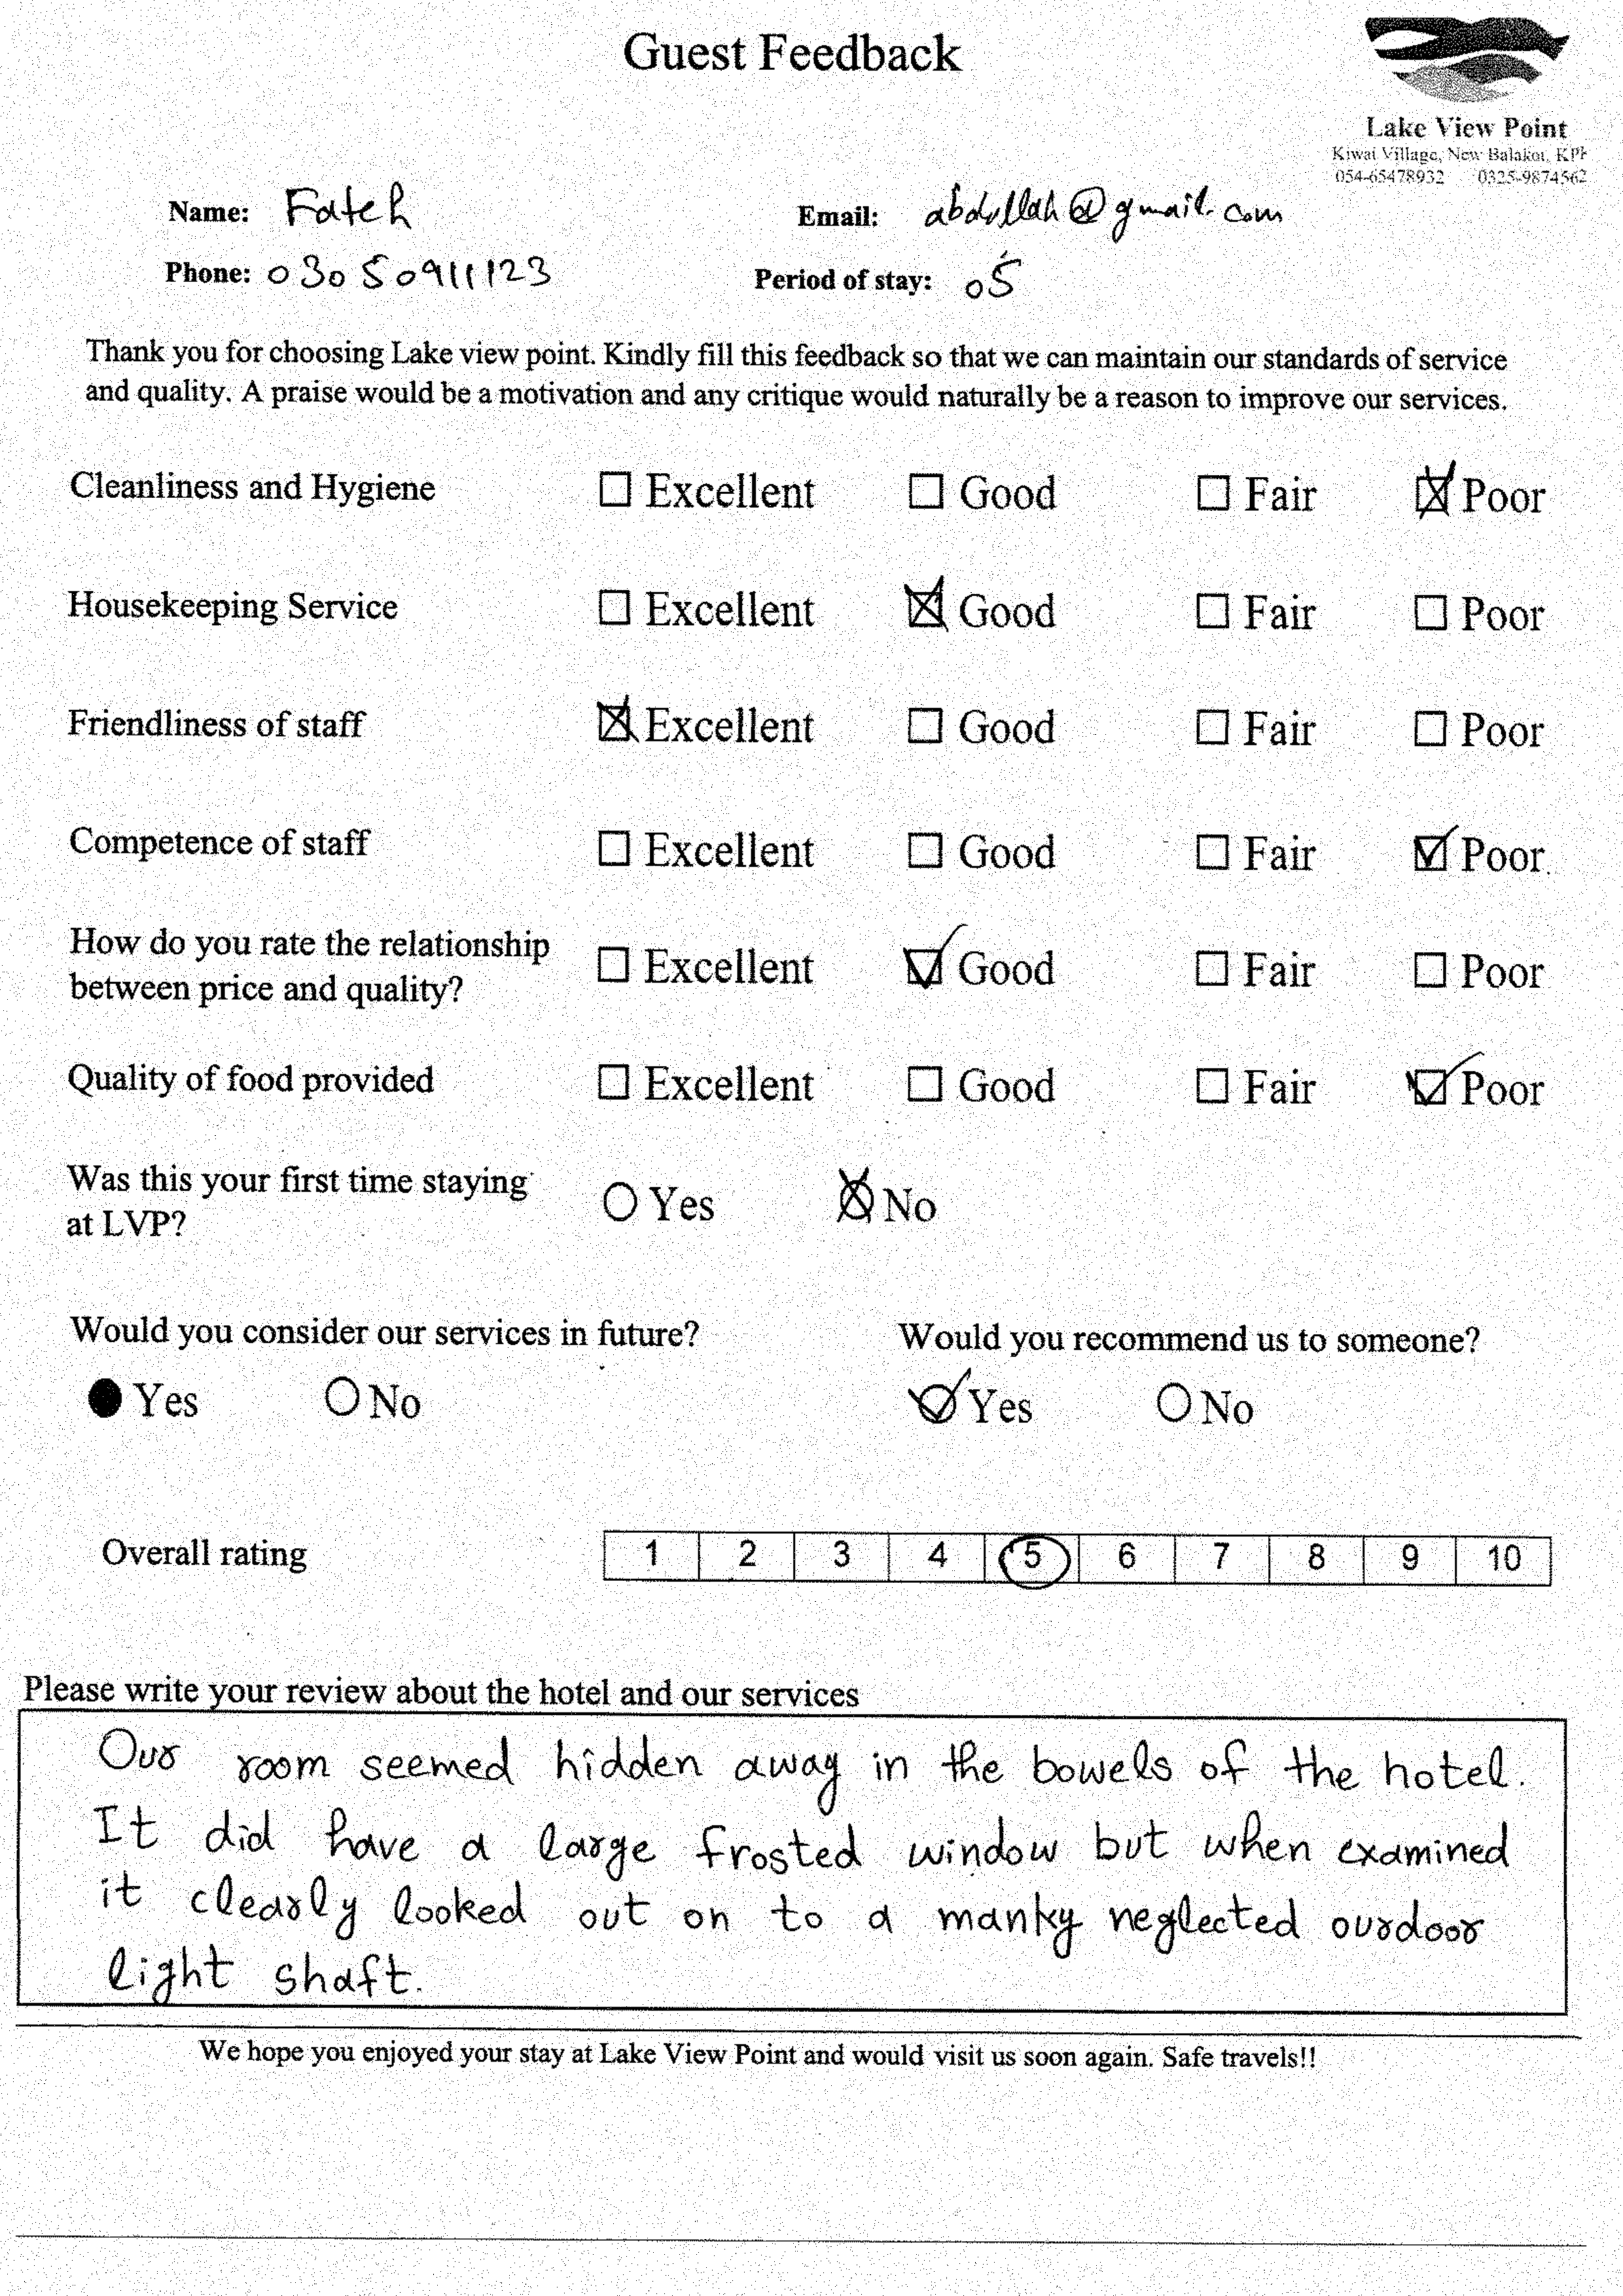 Guest Feedback
Lake View Point
Kiwai Village, New Balakot, KPK
054-65478932 0325-9874562
Name: Fateh Email: abdullah@gmail.com
Phone: 03050911123 Period of stay: 05
Thank you for choosing Lake view point. Kindly fill this feedback so that we can maintain our standards of service
and quality. A praise would be a motivation and any critique would naturally be a reason to improve our services.
Cleanliness and Hygiene Excellent Good Fair Poor
Housekeeping Service Excellent Good Fair Poor
Friendliness of staff Excellent Good Fair Poor
Competence of staff Excellent Good Fair Poor
How do you rate the relationship
between price and quality? Excellent Good Fair Poor
Quality of food provided Excellent Good Fair Poor
Was this your first time staying
at LVP? Yes No
Would you consider our services in future? Would you recommend us to someone?
Yes No Yes No
Overall rating 1 2 3 4 5 6 7 8 9 10
Please write your review about the hotel and our services
Our room seemed hidden away in the bowels of the hotel.
It did have a large frosted window but when examined
it clearly looked out on to a manky neglected ourdoor
light shaft.
We hope you enjoyed your stay at Lake View Point and would visit us soon again. Safe travels!!